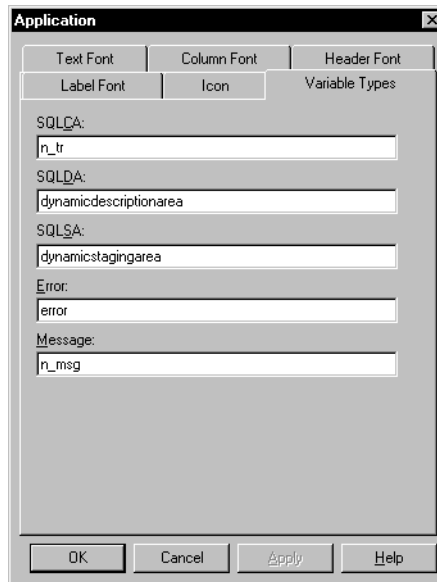 Application
Text Font Column Font Header Font
Label Font Icon Variable Types
SQLCA:
n_tr
SQLDA:
dynamicdescriptionarea
SQLSA:
dynamicstagingarea
Error:
error
Message:
n_msg
OK Cancel Apply Help